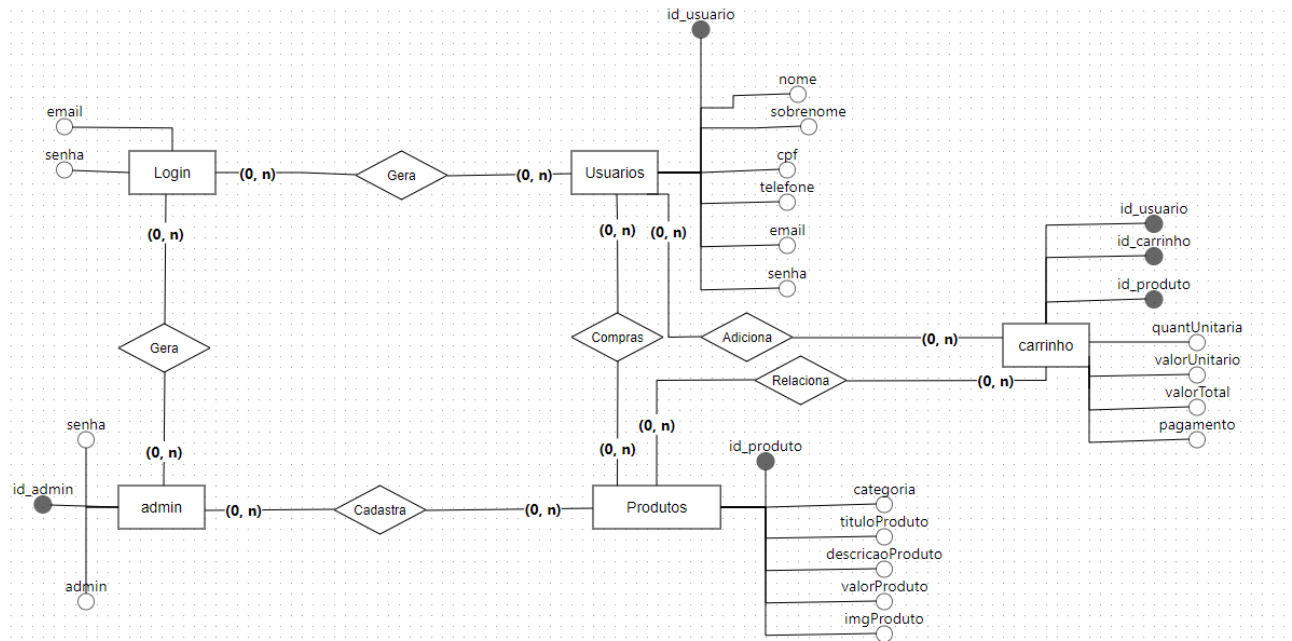 id_usuario
nome
sobrenome
email
senha
cpf
Login
(0, n)
Gera
(0, n)
Usuarios
telefone
id_usuario
(0, n)
(0, n)
(0, n)
email
id_carrinho
senha
id_produto
Gera
Compras
Adiciona
(0, n)
carrinho
quantUnitaria
valorUnitario
Relaciona
(0, n)
valorTotal
senha
(0, n)
pagamento
(0, n)
(0, n)
id_produto
id_admin
admin
(0, n)
Cadastra
(0, n)
Produtos
categoria
tituloProduto
descricaoProduto
admin
valorProduto
imgProduto